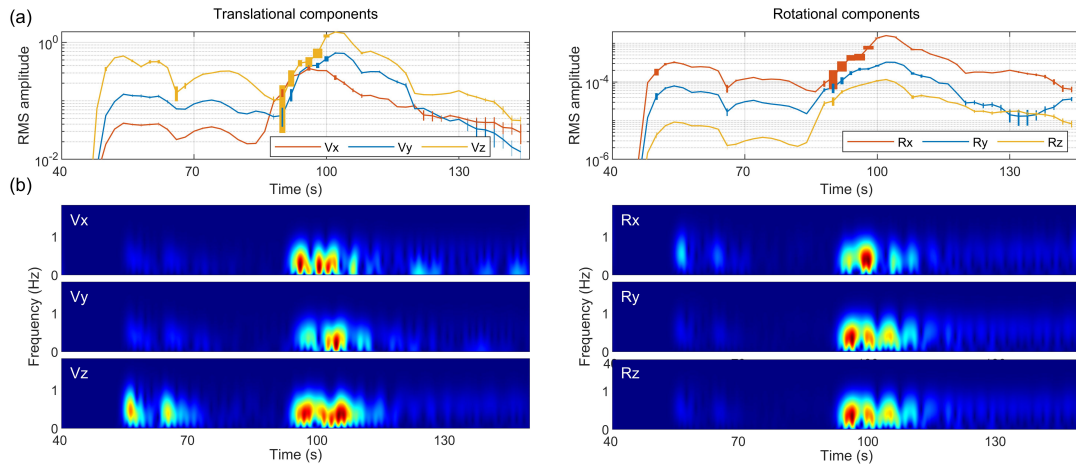 (a)
Translational components
Rotational components
RMS amplitude
10^0
10^-2
Vx Vy Vz
40 70 100 130
Time (s)
RMS amplitude
10^-4
10^-6
Rx Ry Rz
40 70 100 130
Time (s)
(b)
Frequency (Hz)
Vx
1
0
Vy
1
0
Vz
1
0
40 70 100 130
Time (s)
Frequency (Hz)
Rx
1
0
Ry
1
Rz
40
1
0
40 70 100 130
Time (s)